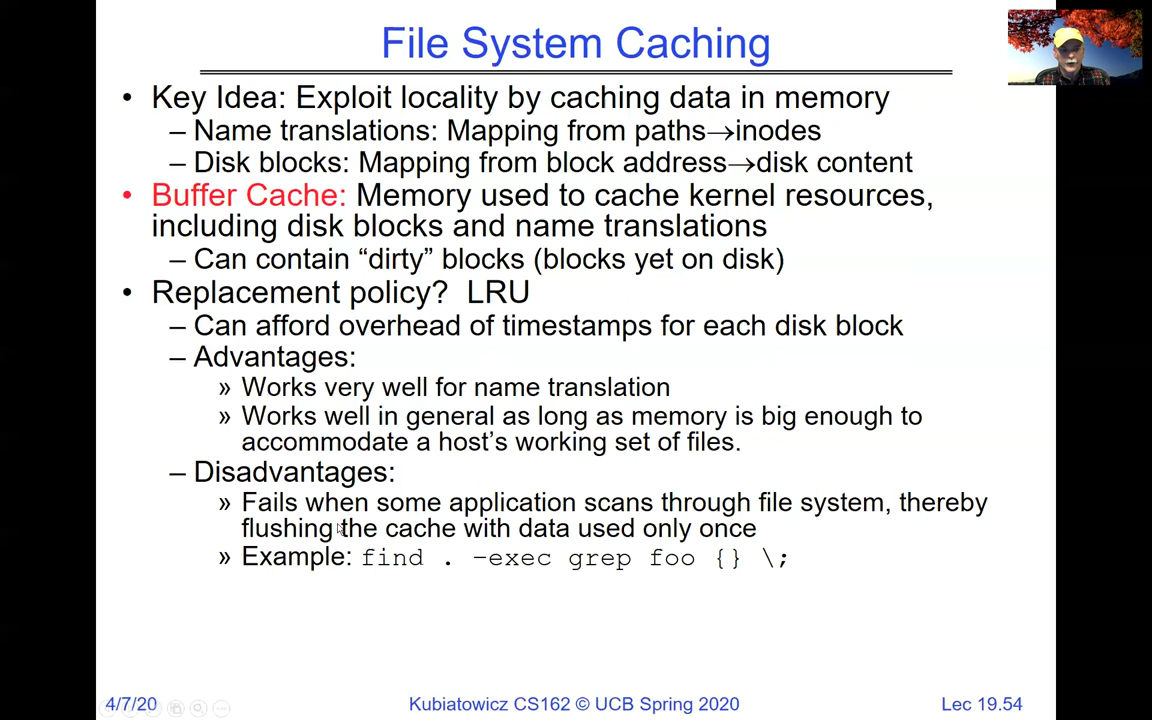 File System Caching
• Key Idea: Exploit locality by caching data in memory
– Name translations: Mapping from paths→inodes
– Disk blocks: Mapping from block address→disk content
• Buffer Cache: Memory used to cache kernel resources,
including disk blocks and name translations
– Can contain “dirty” blocks (blocks yet on disk)
• Replacement policy? LRU
– Can afford overhead of timestamps for each disk block
– Advantages:
» Works very well for name translation
» Works well in general as long as memory is big enough to
accommodate a host’s working set of files.
– Disadvantages:
» Fails when some application scans through file system, thereby
flushing the cache with data used only once
» Example: find . –exec grep foo {} \;
4/7/20
Kubiatowicz CS162 © UCB Spring 2020
Lec 19.54